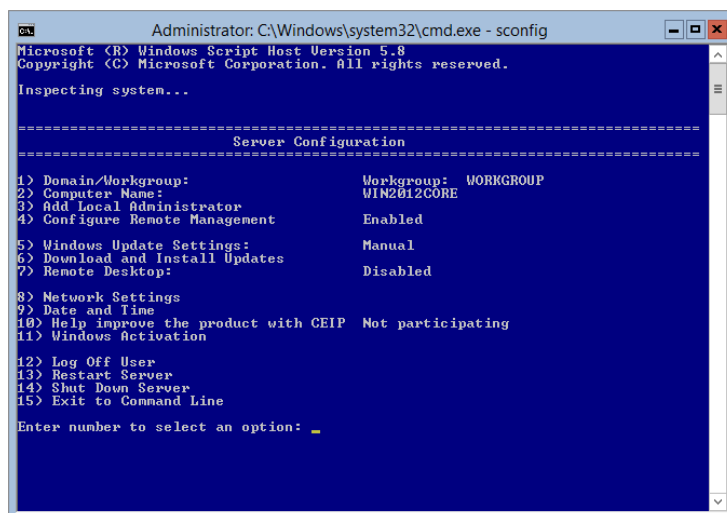 Administrator: C:\Windows\system32\cmd.exe - sconfig
Microsoft (R) Windows Script Host Version 5.8
Copyright (C) Microsoft Corporation. All rights reserved.
Inspecting system...
===============================================================================
Server Configuration
===============================================================================
1) Domain/Workgroup: Workgroup: WORKGROUP
2) Computer Name: WIN2012CORE
3) Add Local Administrator
4) Configure Remote Management Enabled
5) Windows Update Settings: Manual
6) Download and Install Updates
7) Remote Desktop: Disabled
8) Network Settings
9) Date and Time
10) Help improve the product with CEIP Not participating
11) Windows Activation
12) Log Off User
13) Restart Server
14) Shut Down Server
15) Exit to Command Line
Enter number to select an option: _